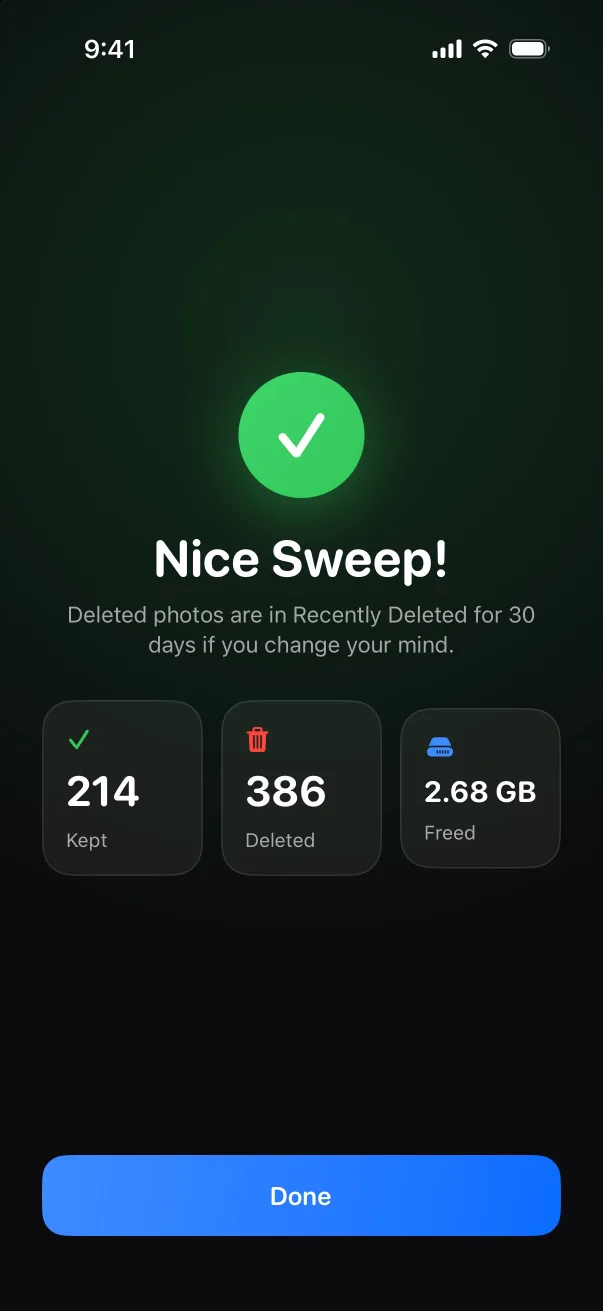 9:41
Nice Sweep!
Deleted photos are in Recently Deleted for 30
days if you change your mind.
214
Kept
386
Deleted
2.68 GB
Freed
Done